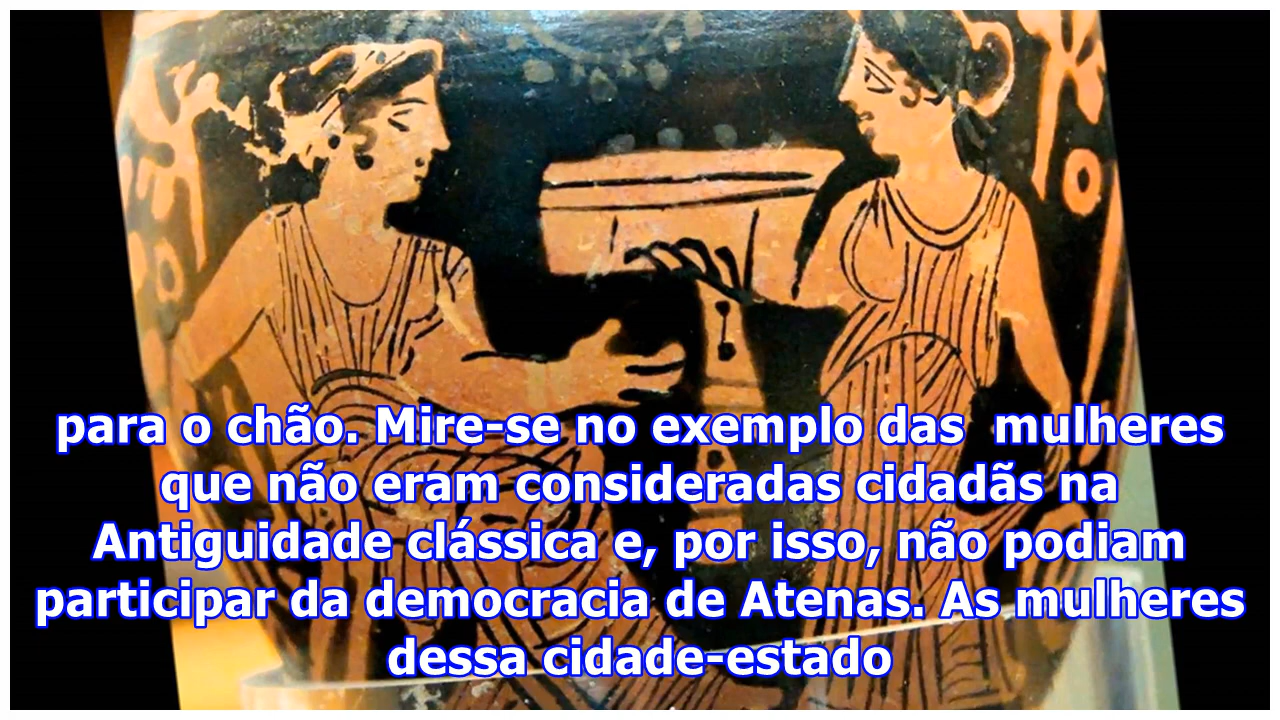 para o chão. Mire-se no exemplo das  mulheres
que não eram consideradas cidadãs na
Antiguidade clássica e, por isso, não podiam
participar da democracia de Atenas. As mulheres
dessa cidade-estado